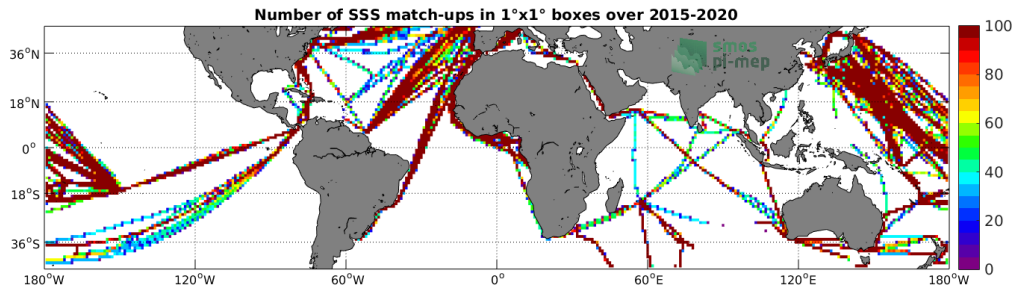 Number of SSS match-ups in 1°x1° boxes over 2015-2020
smos
pi-mep
36°N
18°N
0°
18°S
36°S
180°W
120°W
60°W
0°
60°E
120°E
180°W
100
80
60
40
20
0